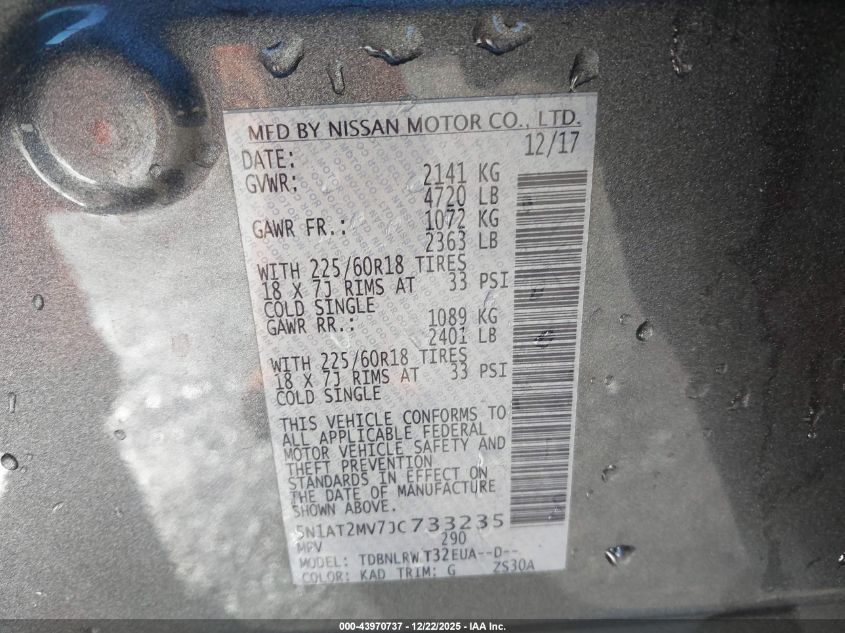 MFD BY NISSAN MOTOR CO., LTD.
DATE: 12/17
GVWR: 2141 KG
4720 LB
GAWR FR.: 1072 KG
2363 LB
WITH 225/60R18 TIRES
18 X 7J RIMS AT 33 PSI
COLD SINGLE
GAWR RR.: 1089 KG
2401 LB
WITH 225/60R18 TIRES
18 X 7J RIMS AT 33 PSI
COLD SINGLE
THIS VEHICLE CONFORMS TO
ALL APPLICABLE FEDERAL
MOTOR VEHICLE SAFETY AND
THEFT PREVENTION
STANDARDS IN EFFECT ON
THE DATE OF MANUFACTURE
SHOWN ABOVE.
5N1AT2MV7JC733235
MPV 290
MODEL: TDBNLRW T32EUA--D--
COLOR: KAD TRIM: G ZS30A
000-43970737 - 12/22/2025 - IAA Inc.